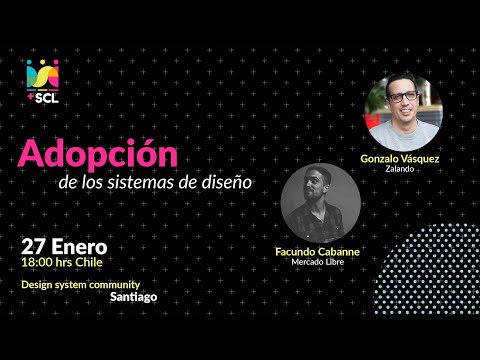 +SCL
Adopción
de los sistemas de diseño
Gonzalo Vásquez
Zalando
Facundo Cabanne
Mercado Libre
27 Enero
18:00 hrs Chile
Design system community
Santiago